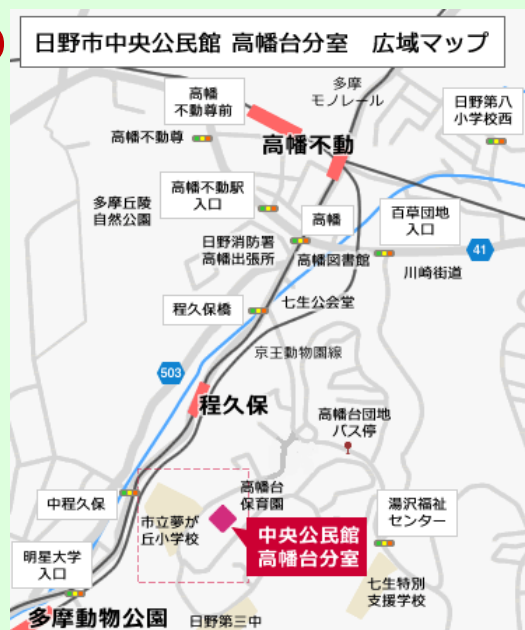 日野市中央公民館 高幡台分室　広域マップ
多摩
モノレール
高幡
不動尊前
日野第八
小学校西
高幡不動尊
高幡不動
高幡不動駅
入口
百草団地
入口
多摩丘陵
自然公園
高幡
日野消防署
高幡出張所
高幡図書館
41
川崎街道
程久保橋
七生公会堂
京王動物園線
503
程久保
高幡台団地
バス停
高幡台
保育園
中程久保
市立夢が
丘小学校
湯沢福祉
センター
中央公民館
高幡台分室
明星大学
入口
七生特別
支援学校
多摩動物公園
日野第三中